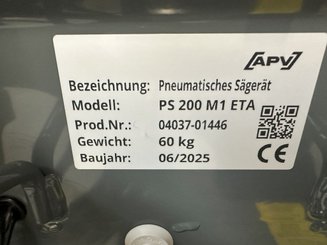 APV
Bezeichnung: Pneumatisches Sägerät
Modell: PS 200 M1 ETA
Prod.Nr.: 04037-01446
Gewicht: 60 kg
Baujahr: 06/2025
CE